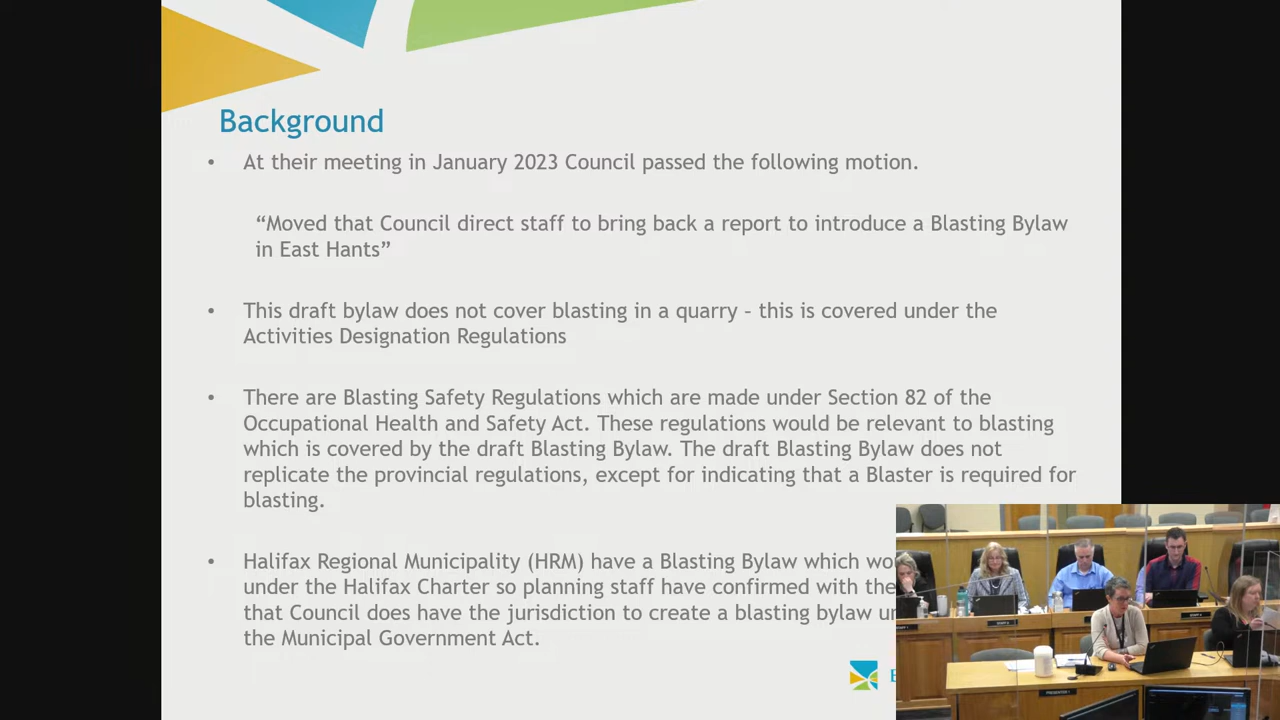 Background
• At their meeting in January 2023 Council passed the following motion.
“Moved that Council direct staff to bring back a report to introduce a Blasting Bylaw
in East Hants”
• This draft bylaw does not cover blasting in a quarry – this is covered under the
Activities Designation Regulations
• There are Blasting Safety Regulations which are made under Section 82 of the
Occupational Health and Safety Act. These regulations would be relevant to blasting
which is covered by the draft Blasting Bylaw. The draft Blasting Bylaw does not
replicate the provincial regulations, except for indicating that a Blaster is required for
blasting.
• Halifax Regional Municipality (HRM) have a Blasting Bylaw which
under the Halifax Charter so planning staff have confirmed with the
that Council does have the jurisdiction to create a blasting bylaw
the Municipal Government Act.